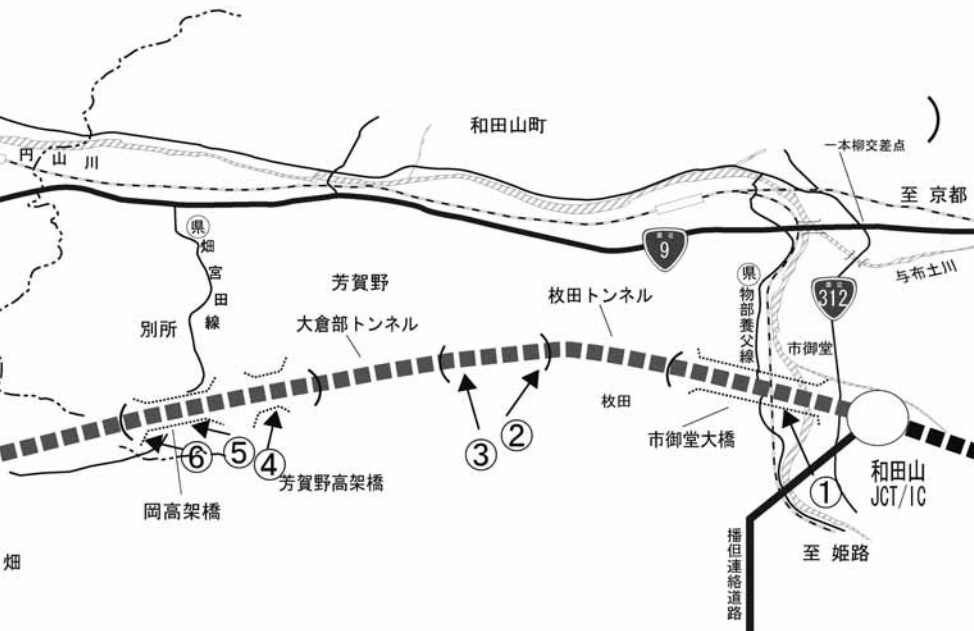 和田山町
一本柳交差点
至 京都
円山川
県 畑宮田線
9
与布土川
芳賀野
枚田トンネル
県 物部養父線
312
大倉部トンネル
別所
市御堂
枚田
市御堂大橋
③
②
⑥
⑤
④
芳賀野高架橋
①
和田山
JCT/IC
岡高架橋
畑
播但連絡道路
至 姫路